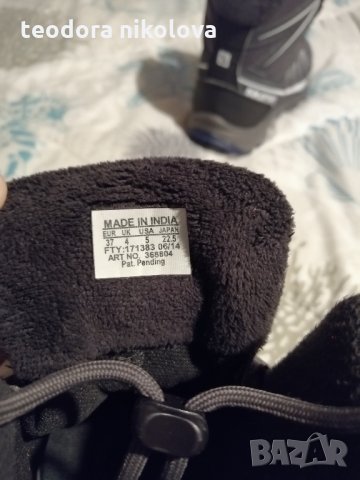 teodora nikolova
MADE IN INDIA
EUR UK USA JAPAN
37 4 5 22.5
FTY:171383 06/14
ART NO. 368804
Pat. Pending
BAZAR